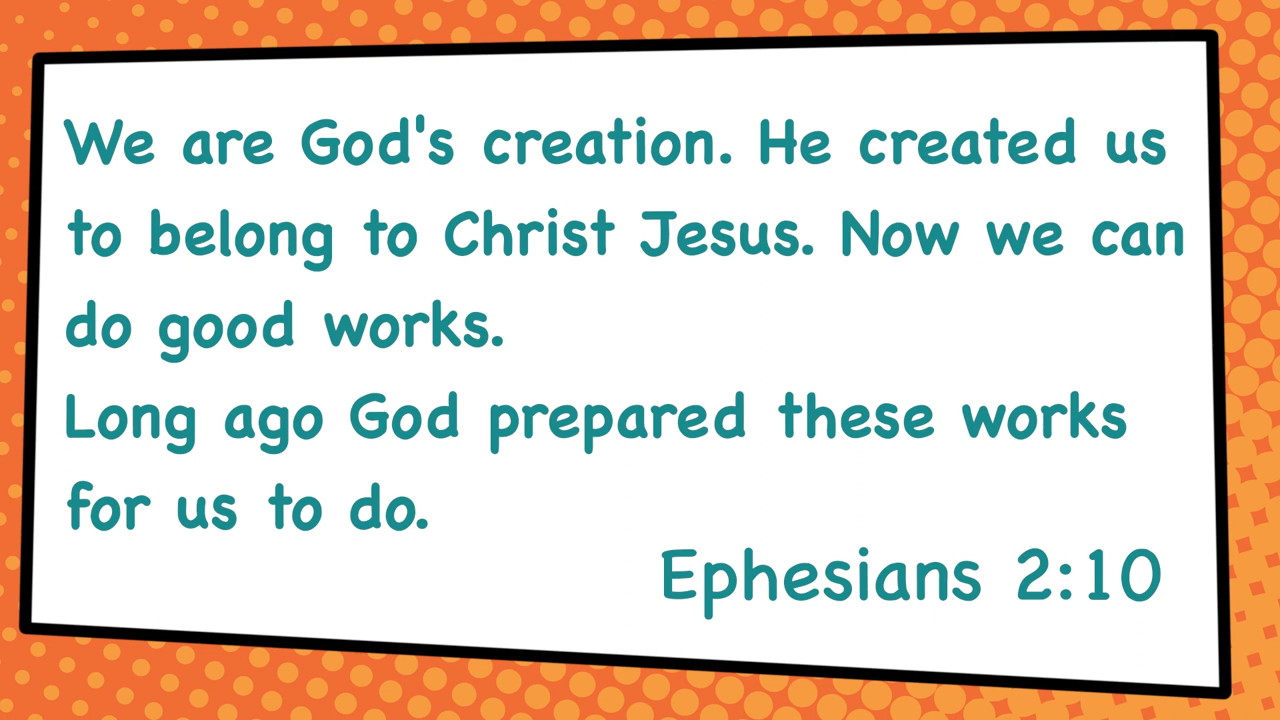 We are God's creation. He created us
to belong to Christ Jesus. Now we can
do good works.
Long ago God prepared these works
for us to do.
Ephesians 2:10